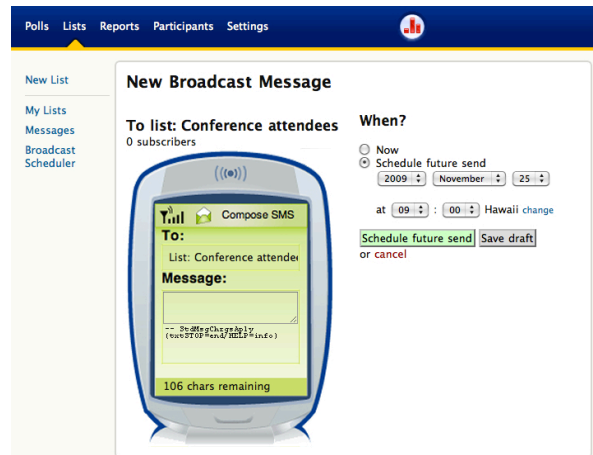 Polls Lists Reports Participants Settings
New List
My Lists
Messages
Broadcast
Scheduler
New Broadcast Message
To list: Conference attendees
0 subscribers
Compose SMS
To:
List: Conference attendee
Message:
-- StdMsgChrgsAply
(txtSTOP=end/HELP=info)
106 chars remaining
When?
Now
Schedule future send
2009 November 25
at 09 : 00 Hawaii change
Schedule future send Save draft
or cancel